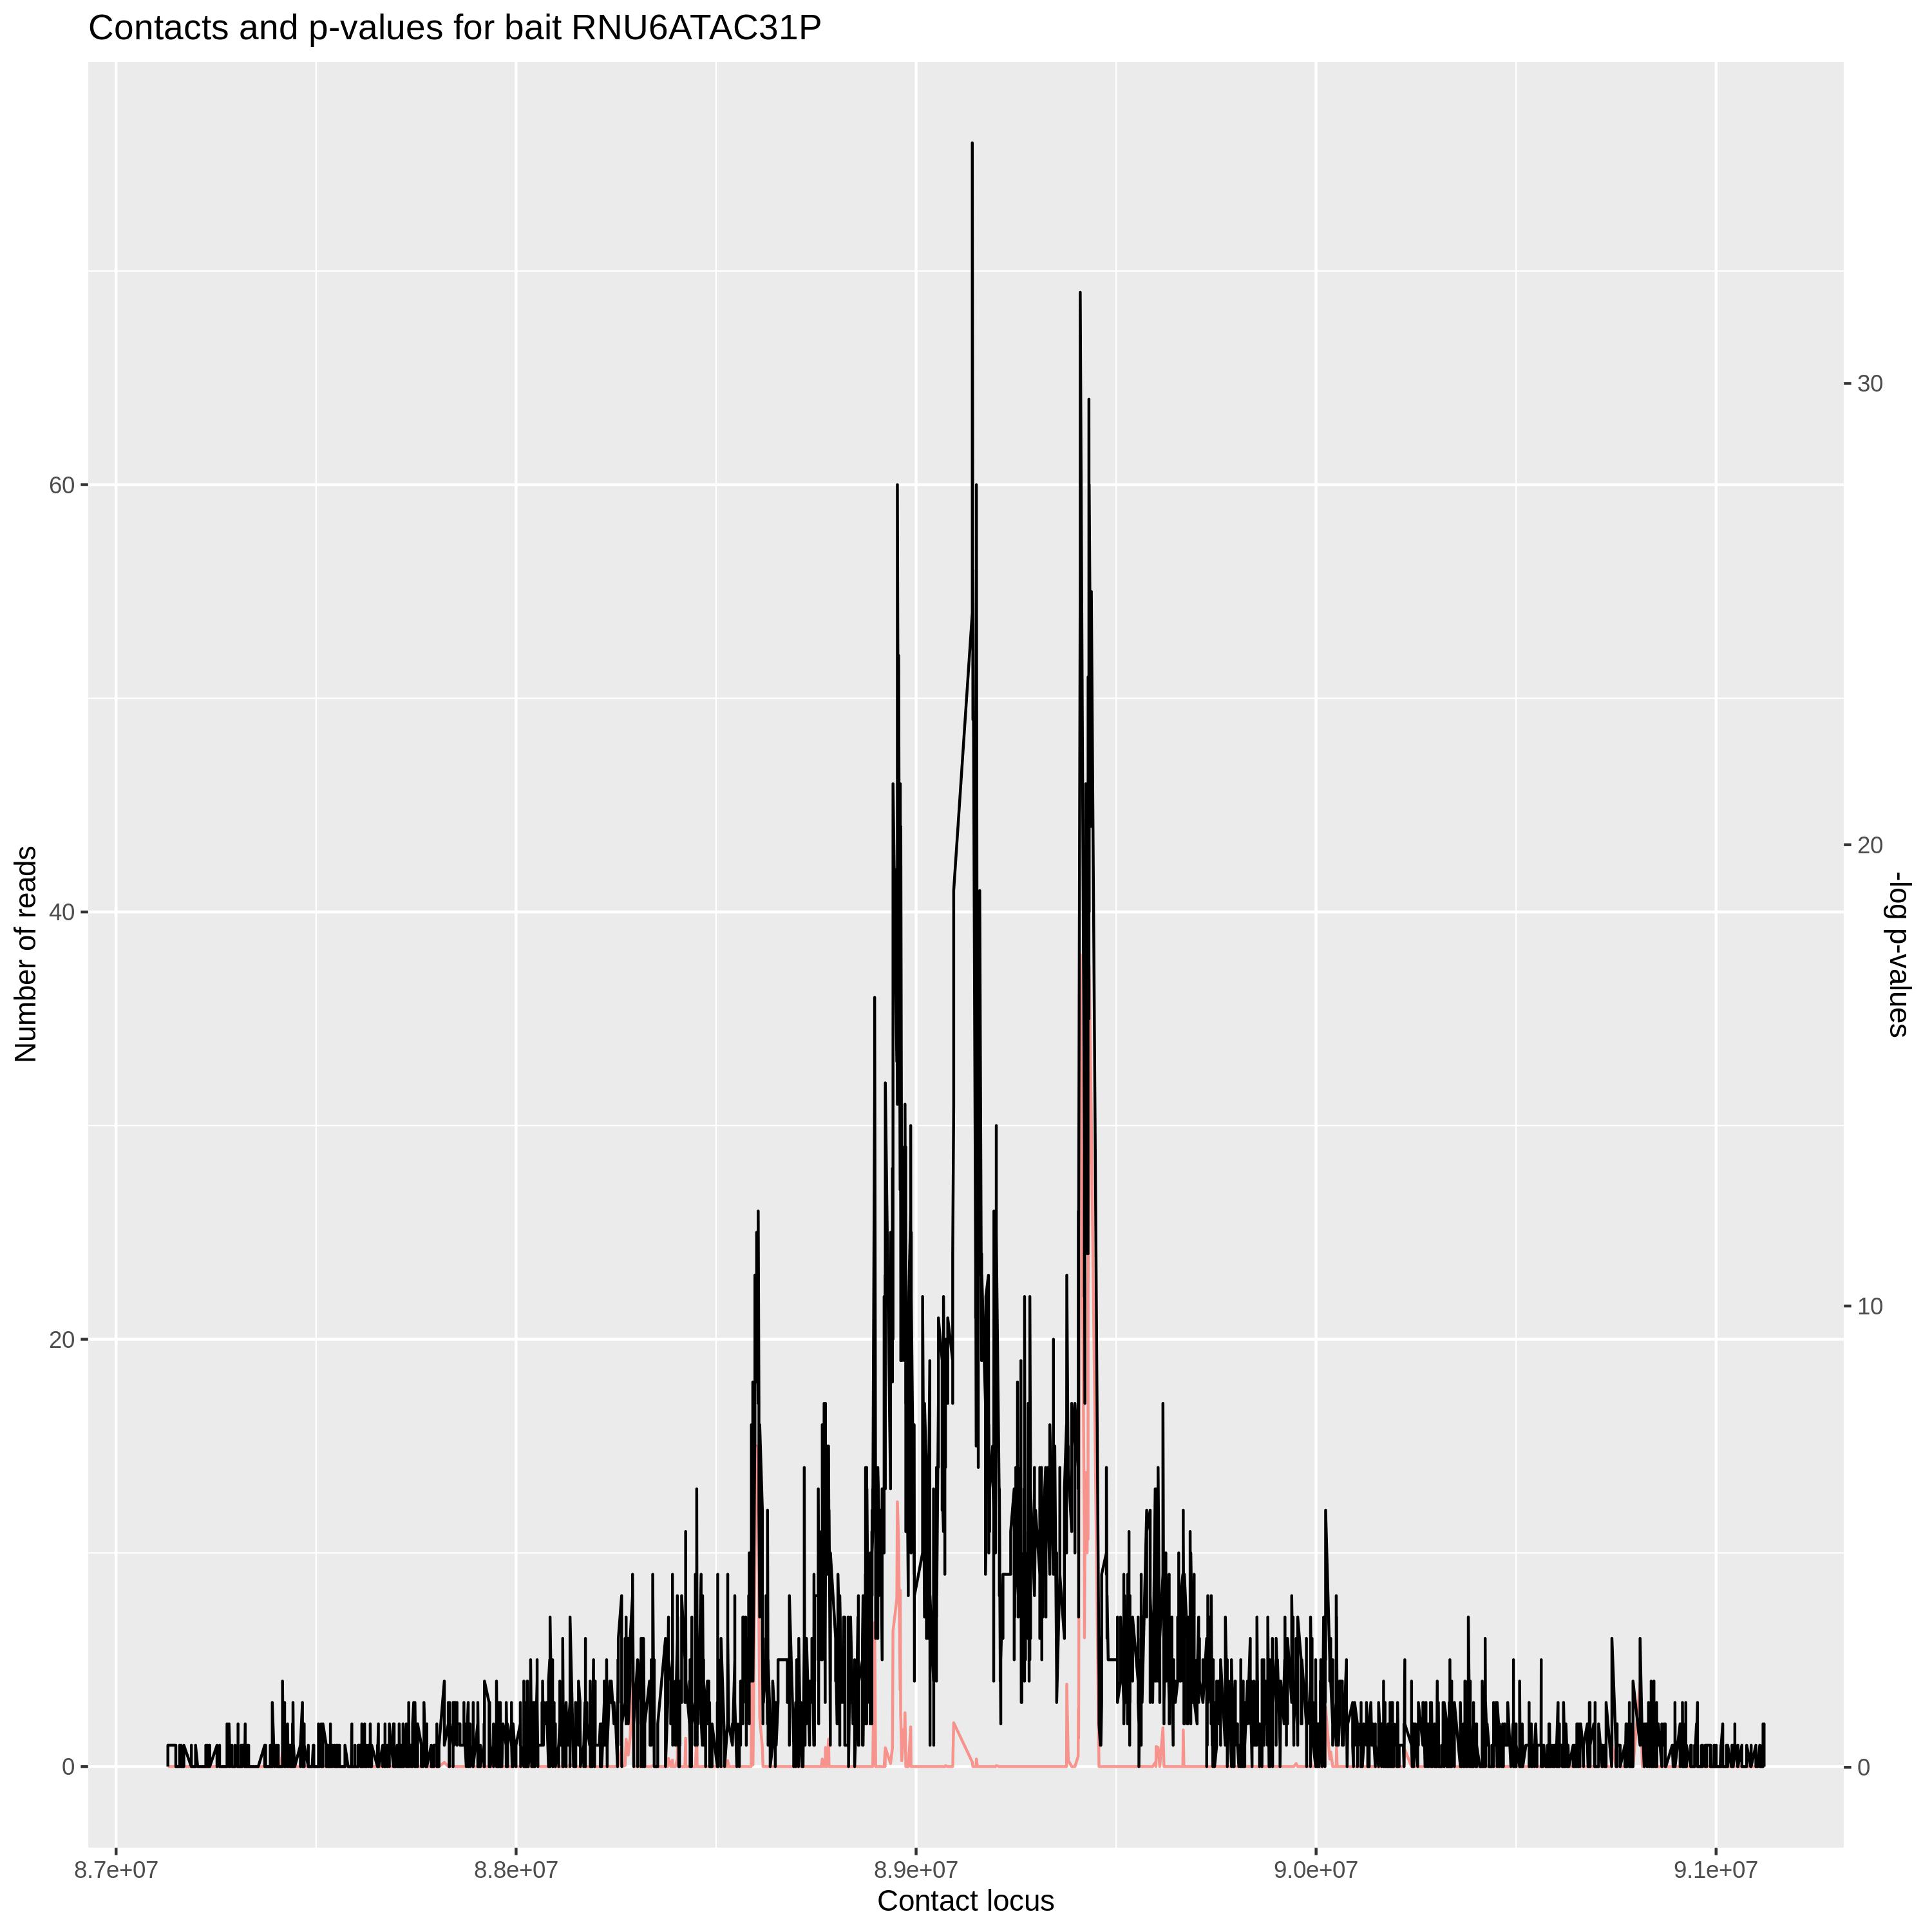 Contacts and p-values for bait RNU6ATAC31P
60
40
20
0
Number of reads
30
20
10
0
-log p-values
8.7e+07
8.8e+07
8.9e+07
9.0e+07
9.1e+07
Contact locus